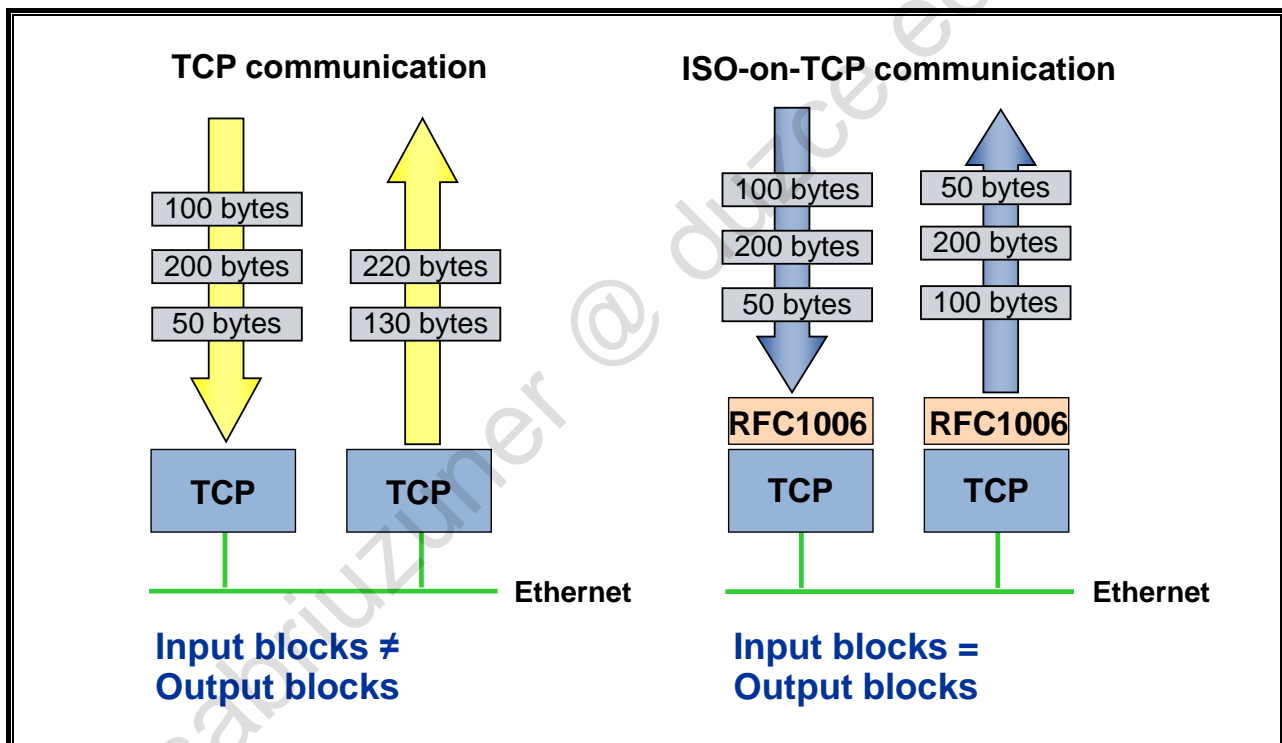 TCP communication
100 bytes
200 bytes
50 bytes
220 bytes
130 bytes
TCP
TCP
Ethernet
Input blocks ≠
Output blocks
ISO-on-TCP communication
100 bytes
200 bytes
50 bytes
50 bytes
200 bytes
100 bytes
RFC1006
RFC1006
TCP
TCP
Ethernet
Input blocks =
Output blocks
sabriuzuner @ duzce